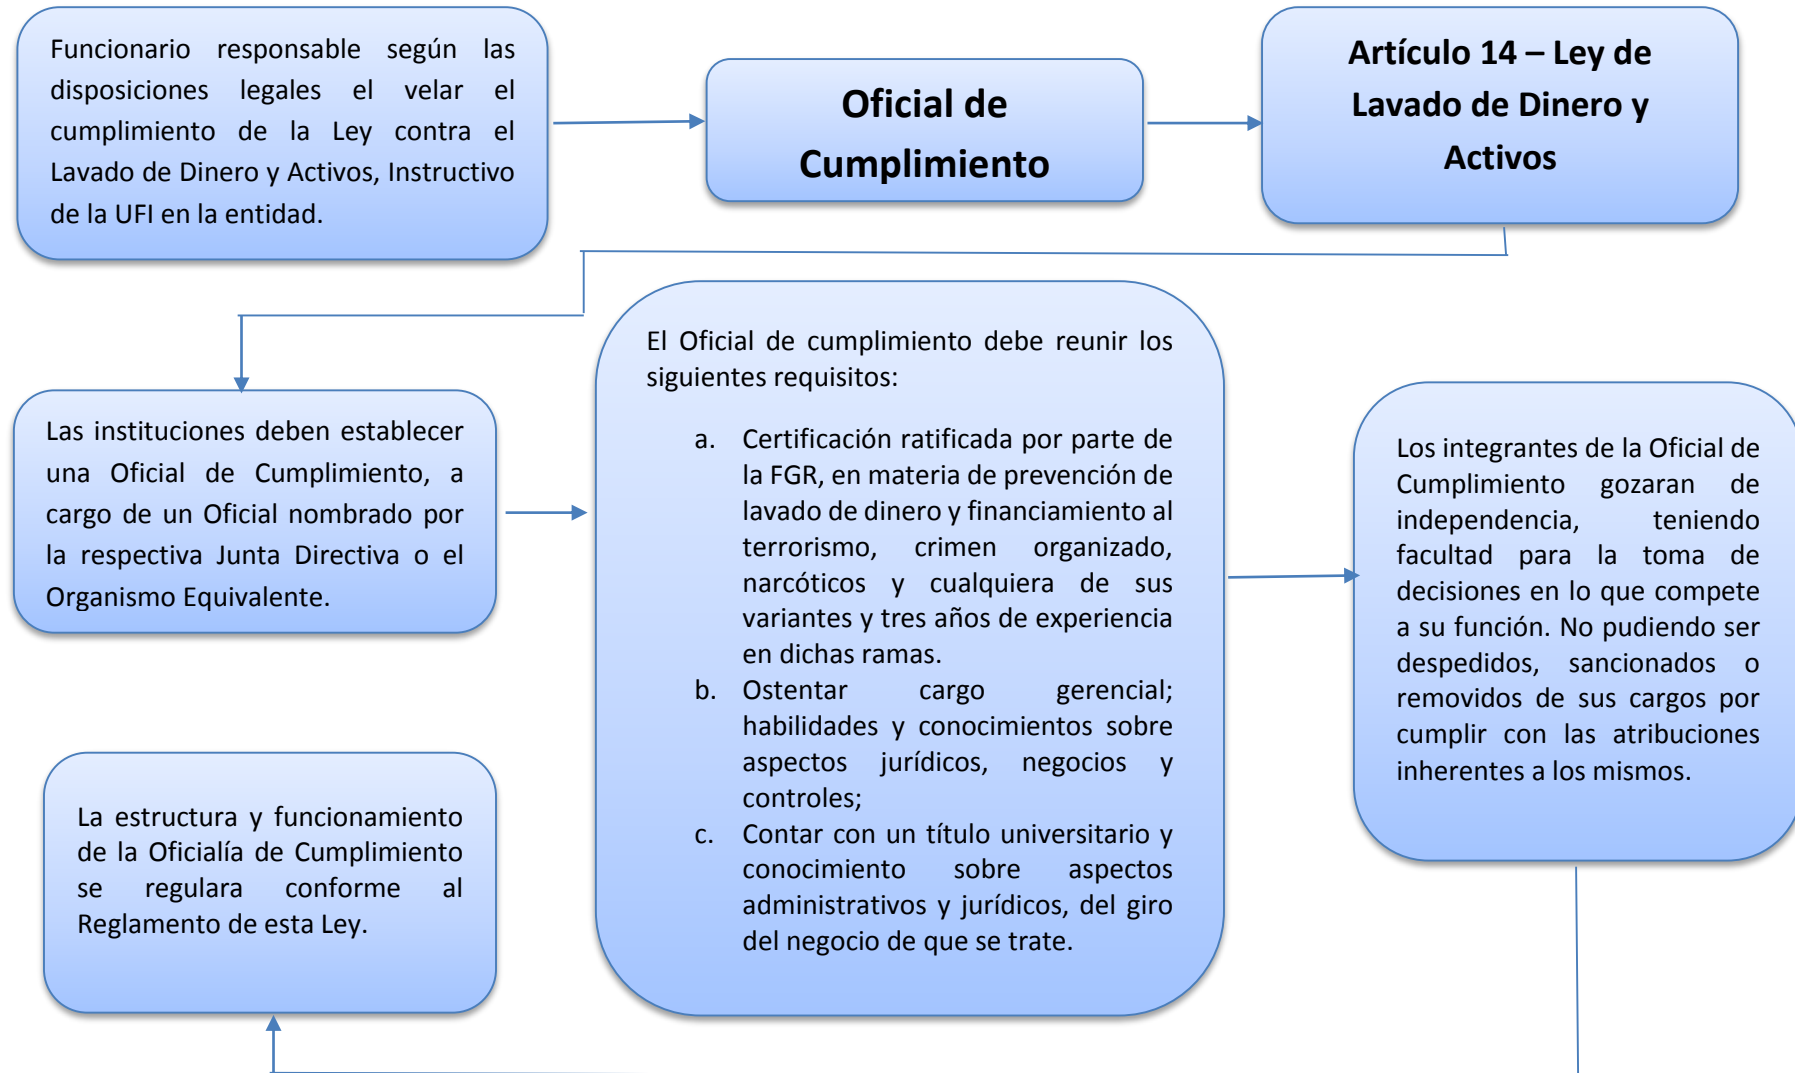 Funcionario responsable según las
disposiciones legales el velar el
cumplimiento de la Ley contra el
Lavado de Dinero y Activos, Instructivo
de la UFI en la entidad.
Oficial de
Cumplimiento
Artículo 14 – Ley de
Lavado de Dinero y
Activos
Las instituciones deben establecer
una Oficial de Cumplimiento, a
cargo de un Oficial nombrado por
la respectiva Junta Directiva o el
Organismo Equivalente.
El Oficial de cumplimiento debe reunir los
siguientes requisitos:
a. Certificación ratificada por parte de
la FGR, en materia de prevención de
lavado de dinero y financiamiento al
terrorismo, crimen organizado,
narcóticos y cualquiera de sus
variantes y tres años de experiencia
en dichas ramas.
b. Ostentar cargo gerencial;
habilidades y conocimientos sobre
aspectos jurídicos, negocios y
controles;
c. Contar con un título universitario y
conocimiento sobre aspectos
administrativos y jurídicos, del giro
del negocio de que se trate.
Los integrantes de la Oficial de
Cumplimiento gozaran de
independencia, teniendo
facultad para la toma de
decisiones en lo que compete
a su función. No pudiendo ser
despedidos, sancionados o
removidos de sus cargos por
cumplir con las atribuciones
inherentes a los mismos.
La estructura y funcionamiento
de la Oficialía de Cumplimiento
se regulara conforme al
Reglamento de esta Ley.